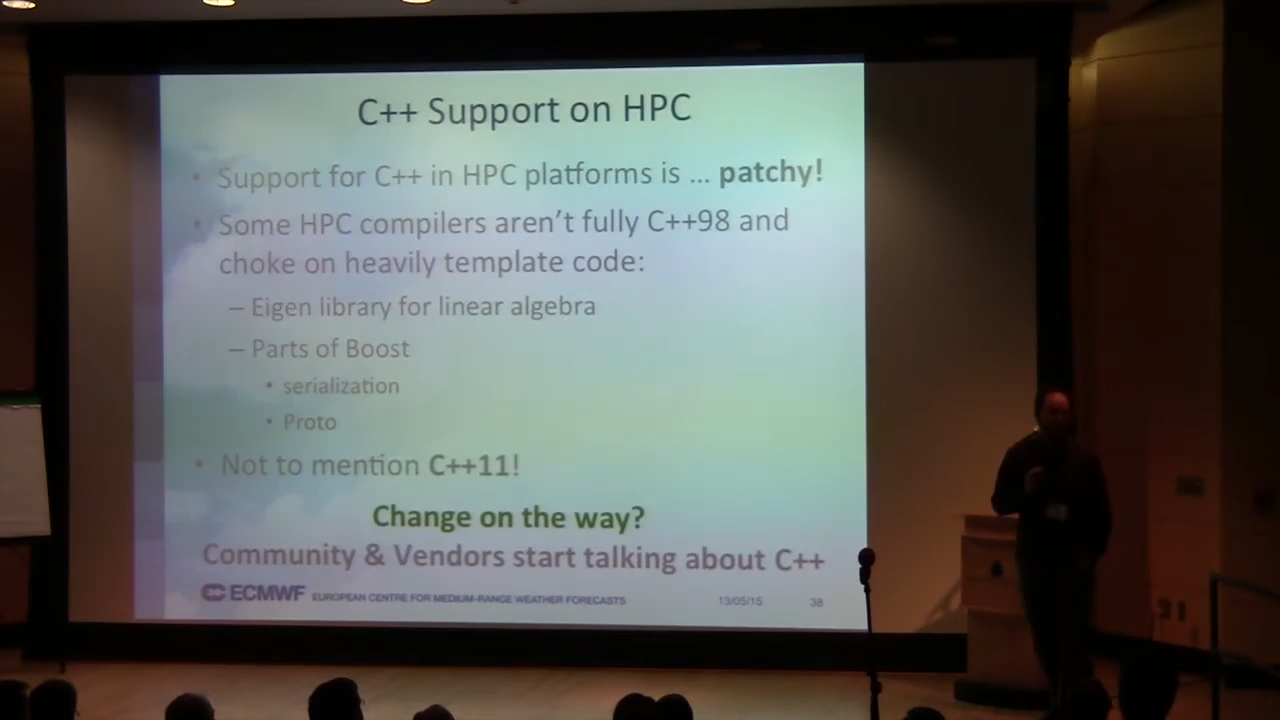 C++ Support on HPC
• Support for C++ in HPC platforms is ... patchy!
• Some HPC compilers aren't fully C++98 and
choke on heavily template code:
– Eigen library for linear algebra
– Parts of Boost
• serialization
• Proto
• Not to mention C++11!
Change on the way?
Community & Vendors start talking about C++
ECMWF EUROPEAN CENTRE FOR MEDIUM-RANGE WEATHER FORECASTS 13/05/15 38